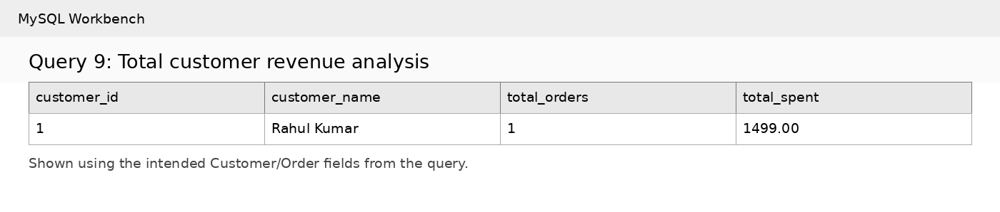 MySQL Workbench
Query 9: Total customer revenue analysis
customer_id customer_name total_orders total_spent
1 Rahul Kumar 1 1499.00
Shown using the intended Customer/Order fields from the query.